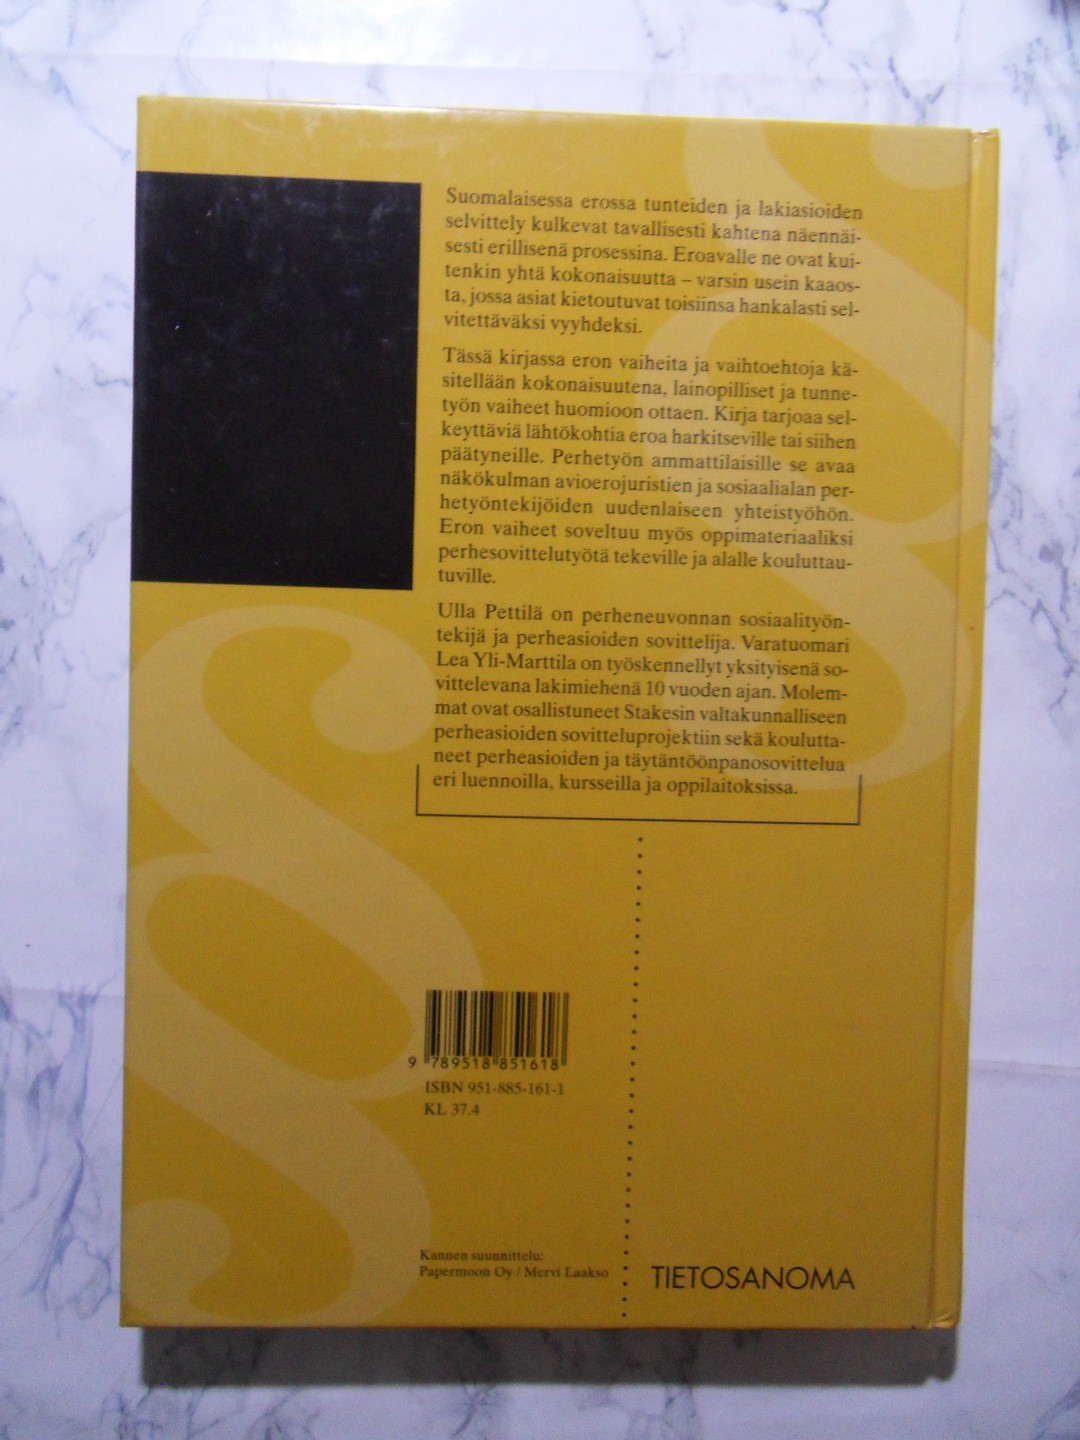 Suomalaisessa erossa tunteiden ja lakiasioiden
selvittely kulkevat tavallisesti kahtena näennäi-
sesti erillisenä prosessina. Eroavalle ne ovat kui-
tenkin yhtä kokonaisuutta – varsin usein kaaos-
ta, jossa asiat kietoutuvat toisiinsa hankalasti sel-
vitettäväksi vyyhdeksi.
Tässä kirjassa eron vaiheita ja vaihtoehtoja kä-
sitellään kokonaisuutena, lainopilliset ja tunne-
työn vaiheet huomioon ottaen. Kirja tarjoaa sel-
keyttäviä lähtökohtia eroa harkitseville tai siihen
päätyneille. Perhetyön ammattilaisille se avaa
näkökulman avioerojuristien ja sosiaalialan per-
hetyöntekijöiden uudenlaiseen yhteistyöhön.
Eron vaiheet soveltuu myös oppimateriaaliksi
perhesovittelutyötä tekeville ja alalle kouluttau-
tuville.
Ulla Pettilä on perheneuvonnan sosiaalityön-
tekijä ja perheasioiden sovittelija. Varatuomari
Lea Yli-Marttila on työskennellyt yksityisenä so-
vittelevana lakimiehenä 10 vuoden ajan. Molem-
mat ovat osallistuneet Stakesin valtakunnalliseen
perheasioiden sovitteluprojektiin sekä koulutta-
neet perheasioiden ja täytäntöönpanosovittelua
eri luennoilla, kursseilla ja oppilaitoksissa.
9 789518 851618
ISBN 951-885-161-1
KL 37.4
Kannen suunnittelu:
Papermoon Oy / Mervi Laakso
TIETOSANOMA